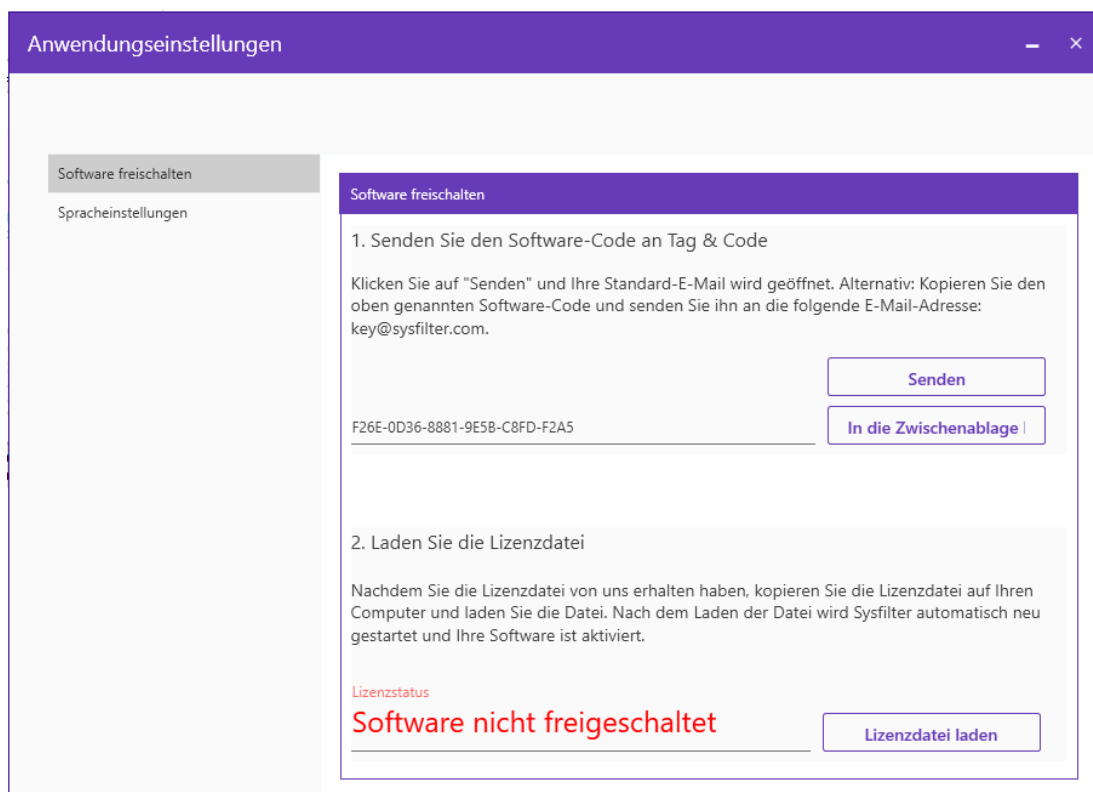 Anwendungseinstellungen
Software freischalten
Spracheinstellungen
Software freischalten
1. Senden Sie den Software-Code an Tag & Code
Klicken Sie auf "Senden" und Ihre Standard-E-Mail wird geöffnet. Alternativ: Kopieren Sie den
oben genannten Software-Code und senden Sie ihn an die folgende E-Mail-Adresse:
key@sysfilter.com.
Senden
F26E-0D36-8881-9E5B-C8FD-F2A5
In die Zwischenablage
2. Laden Sie die Lizenzdatei
Nachdem Sie die Lizenzdatei von uns erhalten haben, kopieren Sie die Lizenzdatei auf Ihren
Computer und laden Sie die Datei. Nach dem Laden der Datei wird Sysfilter automatisch neu
gestartet und Ihre Software ist aktiviert.
Lizenzstatus
Software nicht freigeschaltet
Lizenzdatei laden